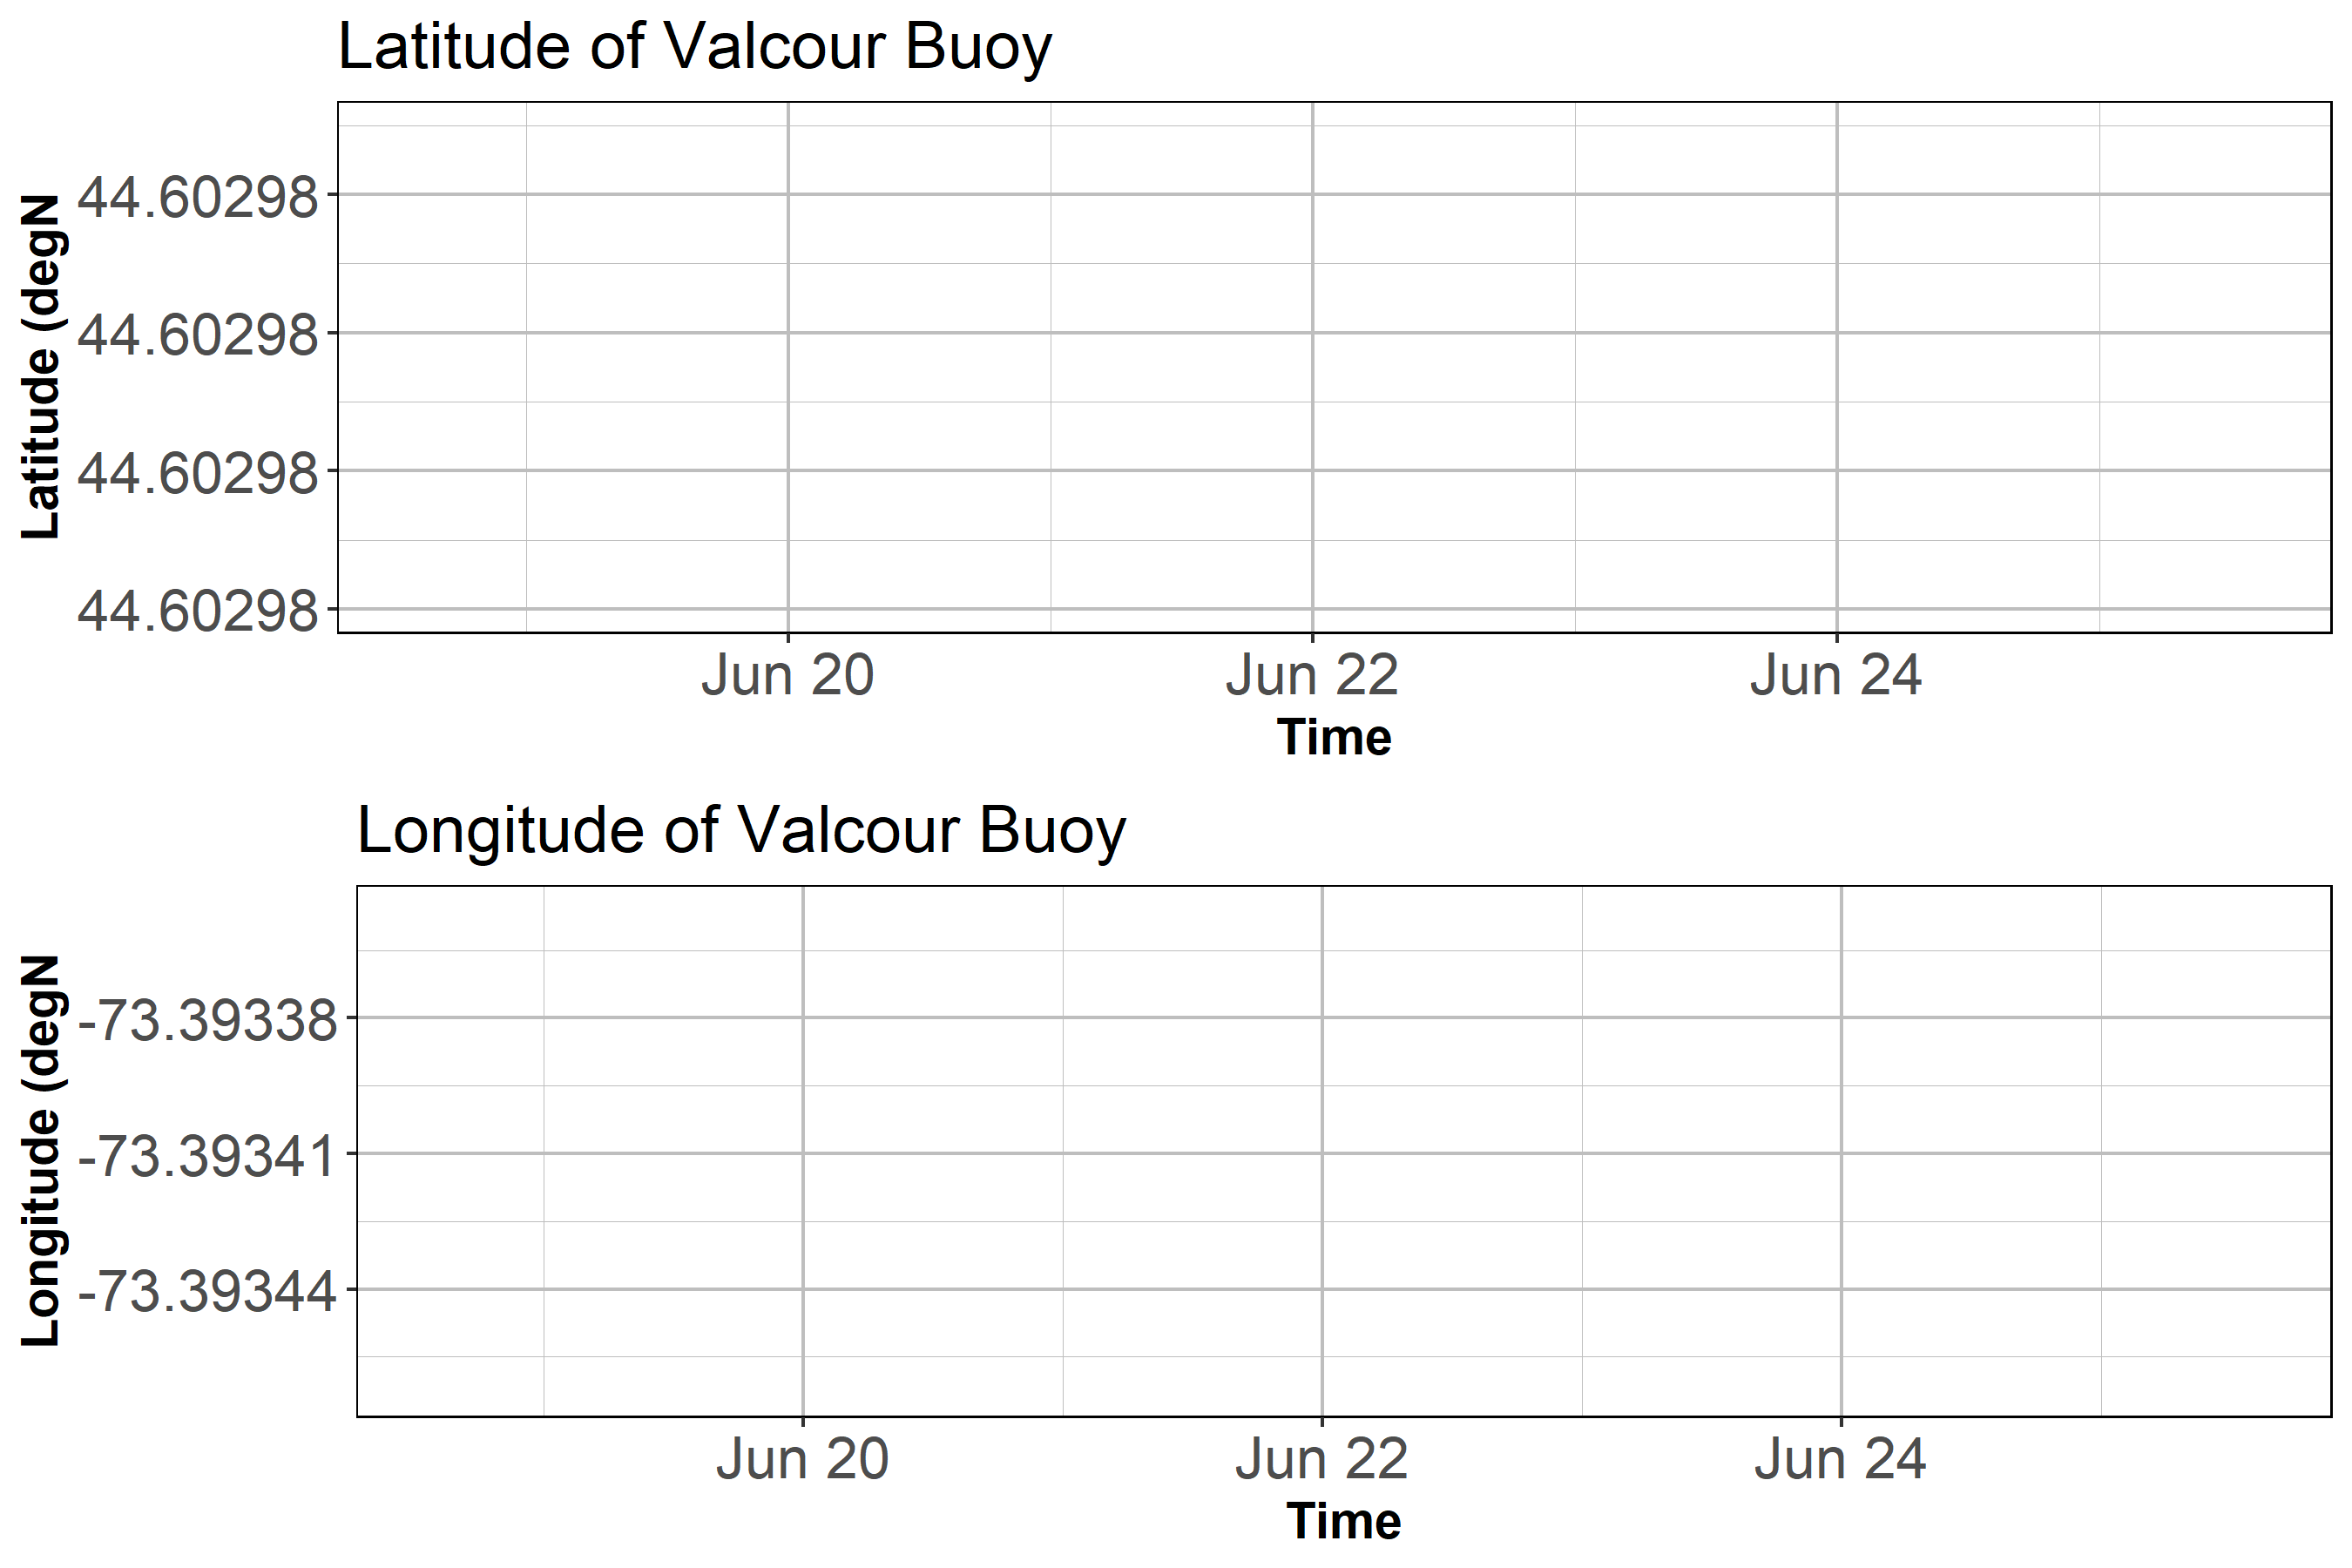 Latitude of Valcour Buoy
Latitude (degN
44.60298
44.60298
44.60298
44.60298
Jun 20 Jun 22 Jun 24
Time
Longitude of Valcour Buoy
Longitude (degN
-73.39338
-73.39341
-73.39344
Jun 20 Jun 22 Jun 24
Time